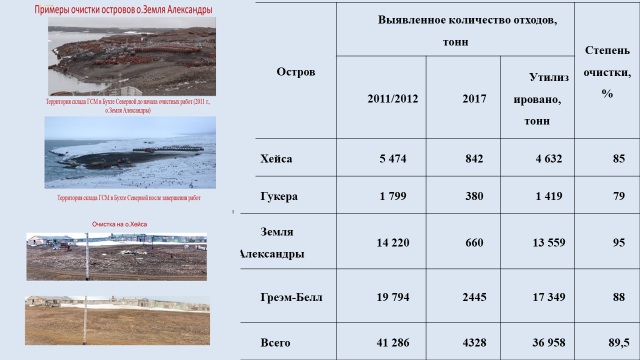 Примеры очистки островов о.Земля Александры
Территория склада ГСМ в Бухте Северной до начала очистных работ (2011 г.,
о.Земля Александры)
Территория склада ГСМ в Бухте Северной после завершения работ
Очистка на о.Хейса
Остров
Выявленное количество отходов,
тонн
Степень
очистки,
%
2011/2012
2017
Утилиз
ировано,
тонн
Хейса 5 474 842 4 632 85
Гукера 1 799 380 1 419 79
Земля
Александры 14 220 660 13 559 95
Греэм-Белл 19 794 2445 17 349 88
Всего 41 286 4328 36 958 89,5